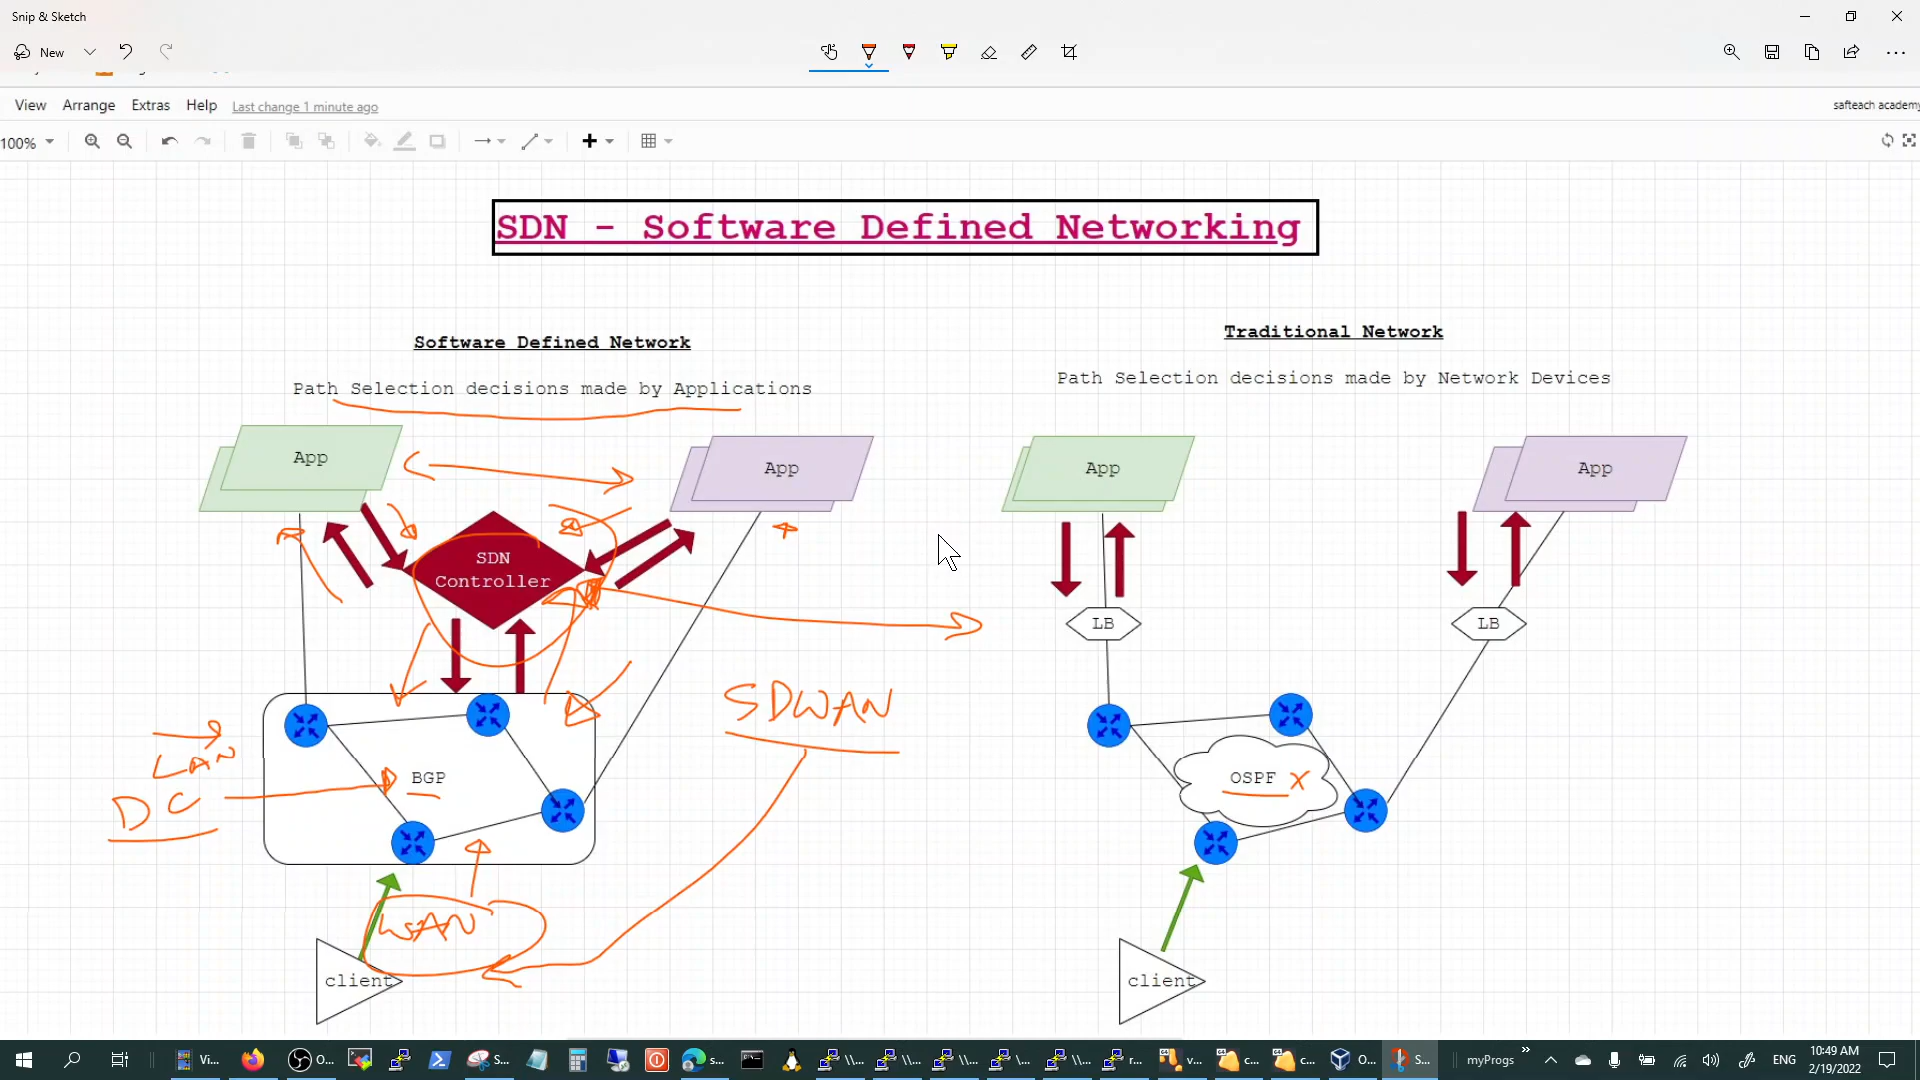 Snip & Sketch
New
View Arrange Extras Help Last change 1 minute ago
safteach academy
100%
SDN - Software Defined Networking
Software Defined Network
Path Selection decisions made by Applications
App
App
SDN
Controller
BGP
client
SDWAN
LAN
DC
WAN
Traditional Network
Path Selection decisions made by Network Devices
App
App
LB
LB
OSPF x
client
Vi... O... S... s... \\... \\... \\... \... \\... r... v... c... c... O... S... myProgs » ENG
10:49 AM
2/19/2022